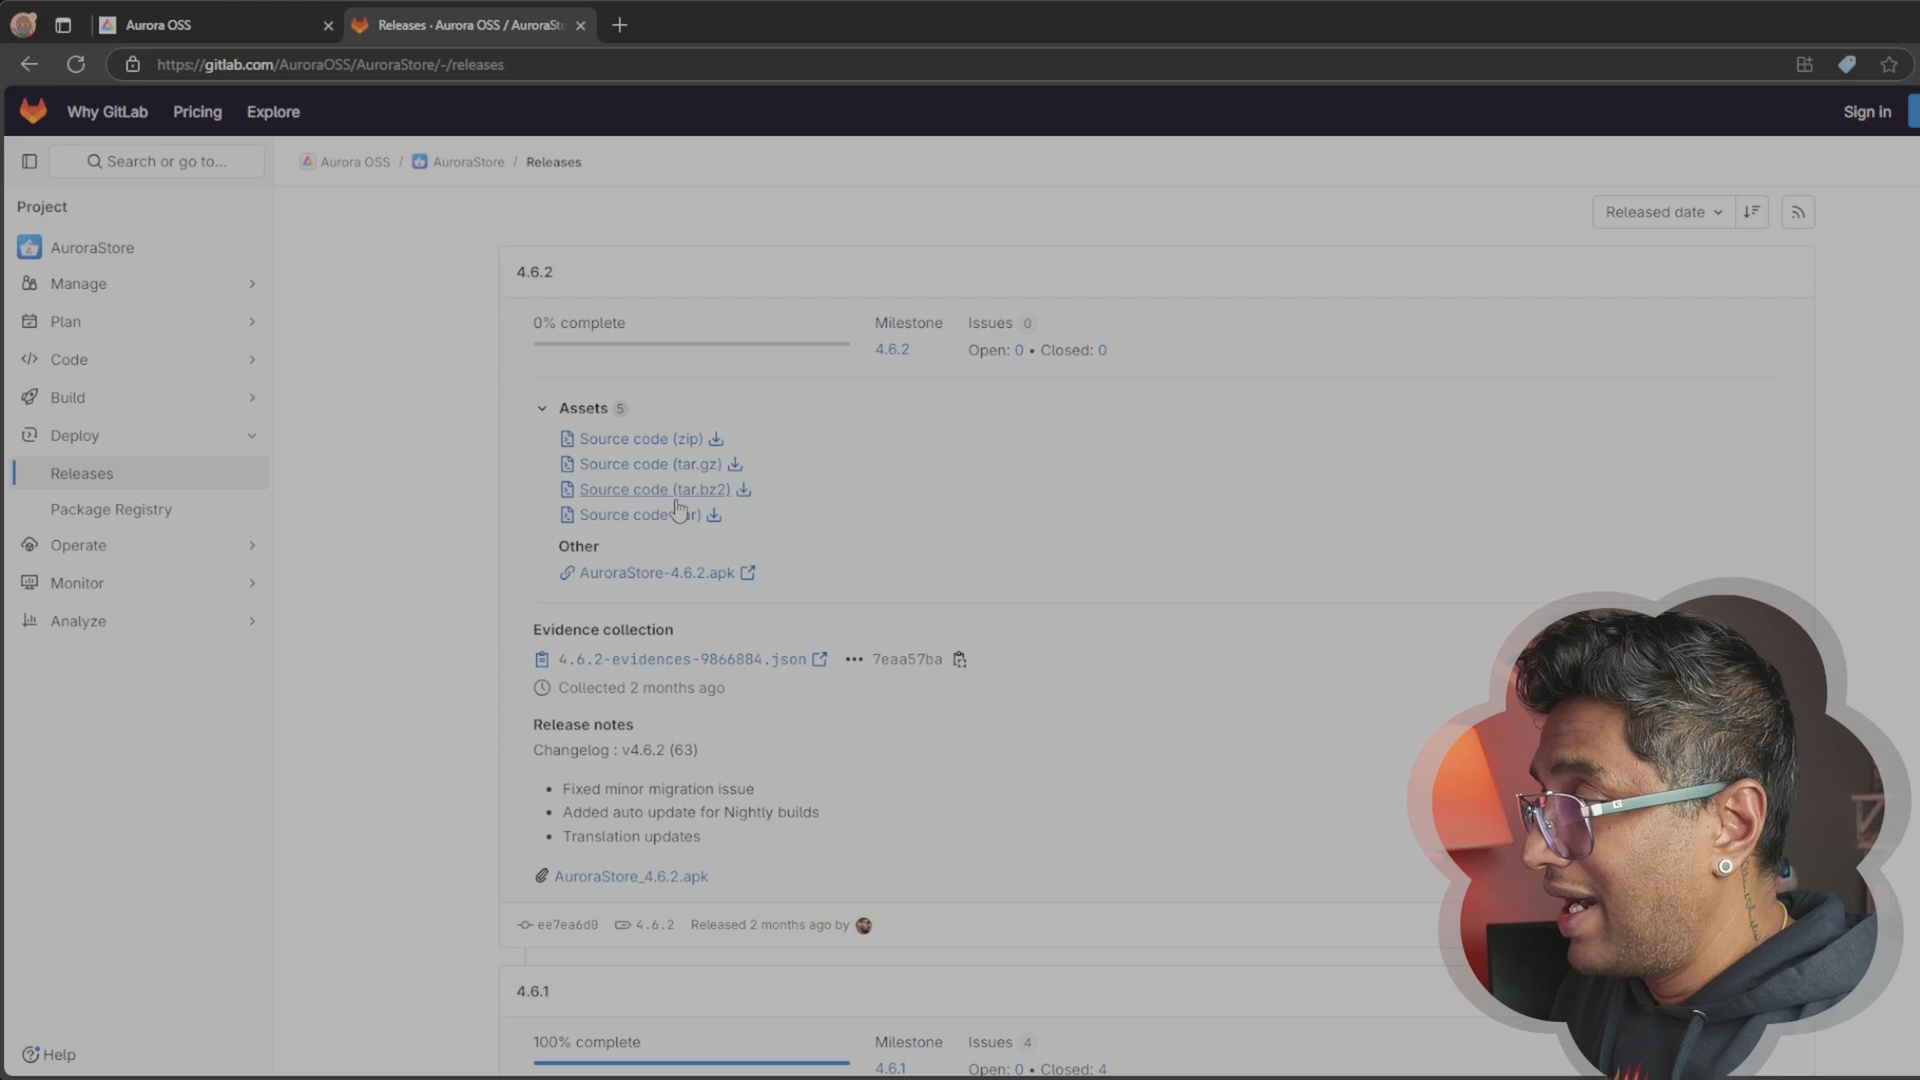 Aurora OSS
Releases · Aurora OSS / AuroraSto
https://gitlab.com/AuroraOSS/AuroraStore/-/releases
Why GitLab Pricing Explore Sign in
Search or go to... Aurora OSS / AuroraStore / Releases
Project
Released date
AuroraStore
Manage
Plan
Code
Build
Deploy
Releases
Package Registry
Operate
Monitor
Analyze
Help
4.6.2
0% complete Milestone Issues 0
4.6.2 Open: 0 • Closed: 0
Assets 5
Source code (zip)
Source code (tar.gz)
Source code (tar.bz2)
Source code ar)
Other
AuroraStore-4.6.2.apk
Evidence collection
4.6.2-evidences-9866884.json ••• 7eaa57ba
Collected 2 months ago
Release notes
Changelog : v4.6.2 (63)
• Fixed minor migration issue
• Added auto update for Nightly builds
• Translation updates
AuroraStore_4.6.2.apk
ee7ea6d0 4.6.2 Released 2 months ago by
4.6.1
100% complete Milestone Issues 4
4.6.1 Open: 0 • Closed: 4